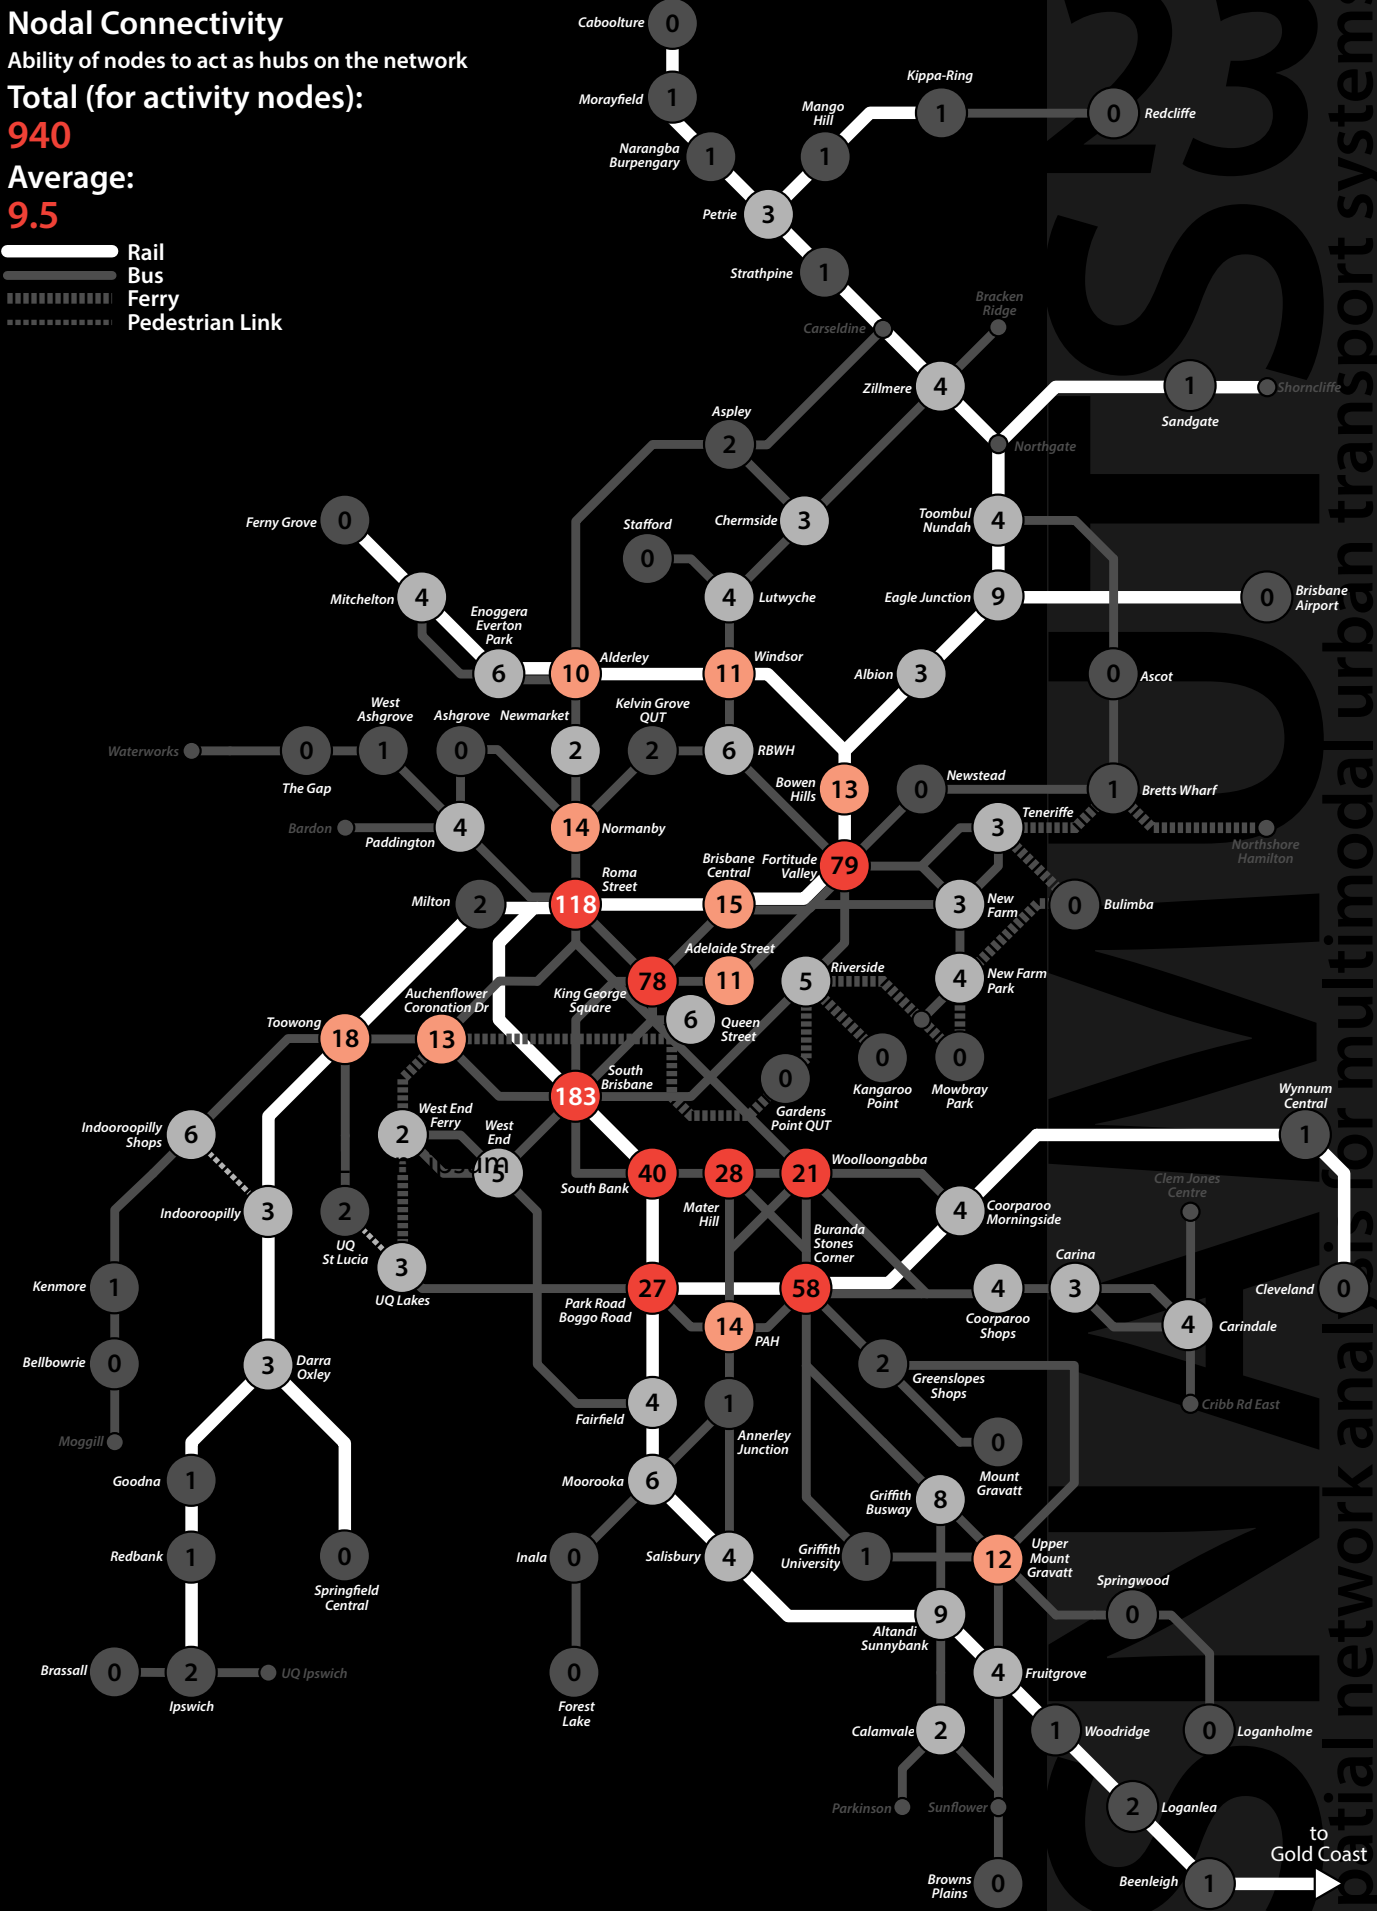 Nodal Connectivity
Ability of nodes to act as hubs on the network
Total (for activity nodes):
940
Average:
9.5
Rail
Bus
Ferry
Pedestrian Link
Caboolture
0
Morayfield
1
Kippa-Ring
1
Mango
Hill
1
0
Redcliffe
Narangba
Burpengary
1
Petrie
3
Strathpine
1
Bracken
Ridge
Carseldine
Zillmere
4
1
Sandgate
Shorncliffe
Northgate
Aspley
2
Ferny Grove
0
Stafford
0
Chermside
3
Toombul
Nundah
4
Mitchelton
4
Enoggera
Everton
Park
6
4
Lutwyche
Eagle Junction
9
0
Brisbane
Airport
10
Alderley
11
Windsor
Albion
3
0
Ascot
West
Ashgrove
1
Ashgrove
0
Newmarket
2
Kelvin Grove
QUT
2
6
RBWH
Waterworks
0
The Gap
Bowen
Hills
13
0
Newstead
1
Bretts Wharf
Bardon
Paddington
4
14
Normanby
3
Teneriffe
Northshore
Hamilton
Fortitude
Valley
79
Milton
2
Roma
Street
118
Brisbane
Central
15
3
New
Farm
0
Bulimba
King George
Square
78
Adelaide Street
11
5
Riverside
4
New Farm
Park
6
Queen
Street
Toowong
18
Auchenflower
Coronation Dr
13
0
Gardens
Point QUT
0
Kangaroo
Point
0
Mowbray
Park
South
Brisbane
183
Wynnum
Central
1
Indooroopilly
Shops
6
West End
Ferry
2
West
End
5
ipsum
South Bank
40
Mater
Hill
28
21
Woolloongabba
Clem Jones
Centre
Indooroopilly
3
2
UQ
St Lucia
4
Coorparoo
Morningside
3
UQ Lakes
Kenmore
1
Park Road
Boggo Road
27
Buranda
Stones
Corner
58
4
Coorparoo
Shops
Carina
3
Cleveland
0
14
PAH
4
Carindale
Bellbowrie
0
3
Darra
Oxley
2
Greenslopes
Shops
Cribb Rd East
Fairfield
4
1
Annerley
Junction
Moggill
0
Mount
Gravatt
Goodna
1
Moorooka
6
Griffith
Busway
8
Redbank
1
0
Springfield
Central
Inala
0
Salisbury
4
Griffith
University
1
12
Upper
Mount
Gravatt
Springwood
0
Altandi
Sunnybank
9
Brassall
0
2
Ipswich
UQ Ipswich
0
Forest
Lake
4
Fruitgrove
Calamvale
2
1
Woodridge
0
Loganholme
Parkinson
Sunflower
2
Loganlea
to
Gold Coast
Browns
Plains
0
Beenleigh
1
SNAMUTS 23
spatial network analysis for multimodal urban transport systems